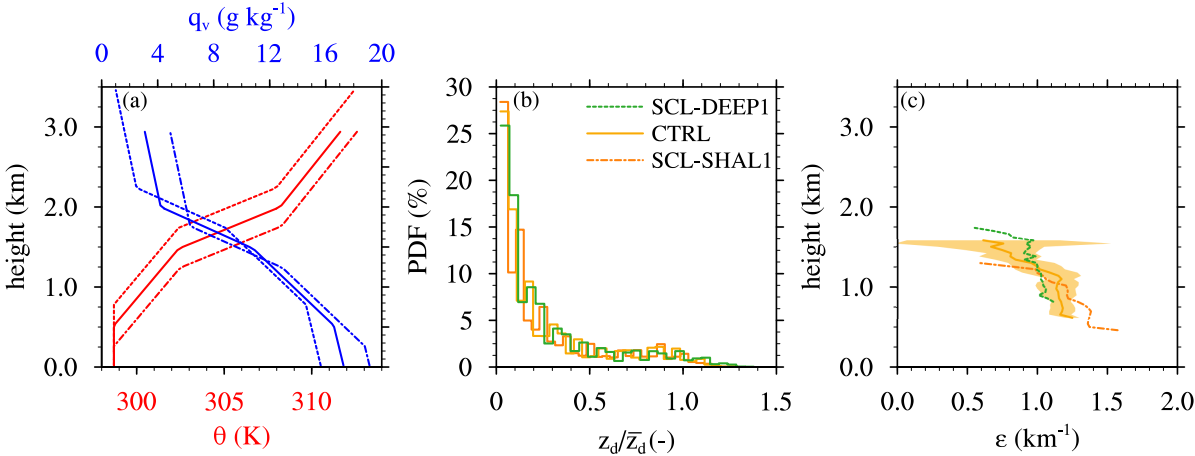 q_v (g kg⁻¹)
0 4 8 12 16 20
(a)
height (km)
3.0
2.0
1.0
0.0
300 305 310
θ (K)
(b)
PDF (%)
30
25
20
15
10
5
0
SCL-DEEP1
CTRL
SCL-SHAL1
0.0 0.5 1.0 1.5
z_d/z̅_d (-)
(c)
height (km)
3.0
2.0
1.0
0.0
0.0 0.5 1.0 1.5 2.0
ε (km⁻¹)